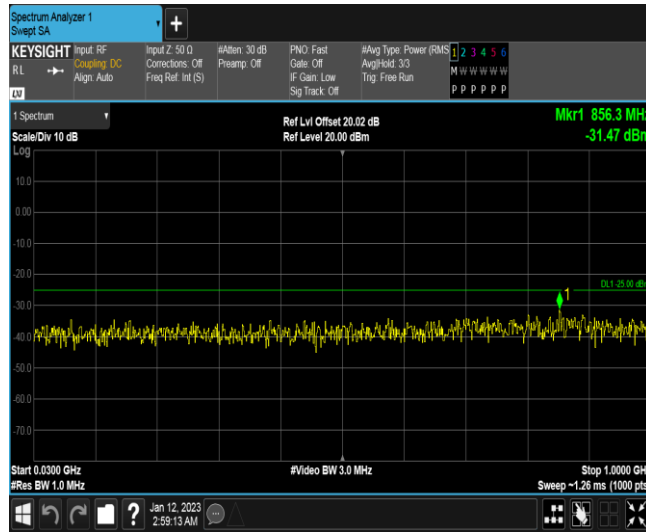 Spectrum Analyzer 1
Swept SA
+
KEYSIGHT Input: RF Input Z: 50 Ω #Atten: 30 dB PNO: Fast #Avg Type: Power (RMS 1 2 3 4 5 6
RL Coupling: DC Corrections: Off Preamp: Off Gate: Off Avg|Hold: 3/3 M W W W W W
Align: Auto Freq Ref: Int (S) IF Gain: Low Trig: Free Run
LXI Sig Track: Off P P P P P P
1 Spectrum Ref Lvl Offset 20.02 dB Mkr1 856.3 MHz
Scale/Div 10 dB Ref Level 20.00 dBm -31.47 dBm
Log
10.0
0.00
-10.0
-20.0
DL1 -25.00 dBm
1
-30.0
-40.0
-50.0
-60.0
-70.0
Start 0.0300 GHz #Video BW 3.0 MHz Stop 1.0000 GHz
#Res BW 1.0 MHz Sweep ~1.26 ms (1000 pts)
? Jan 12, 2023
2:59:13 AM